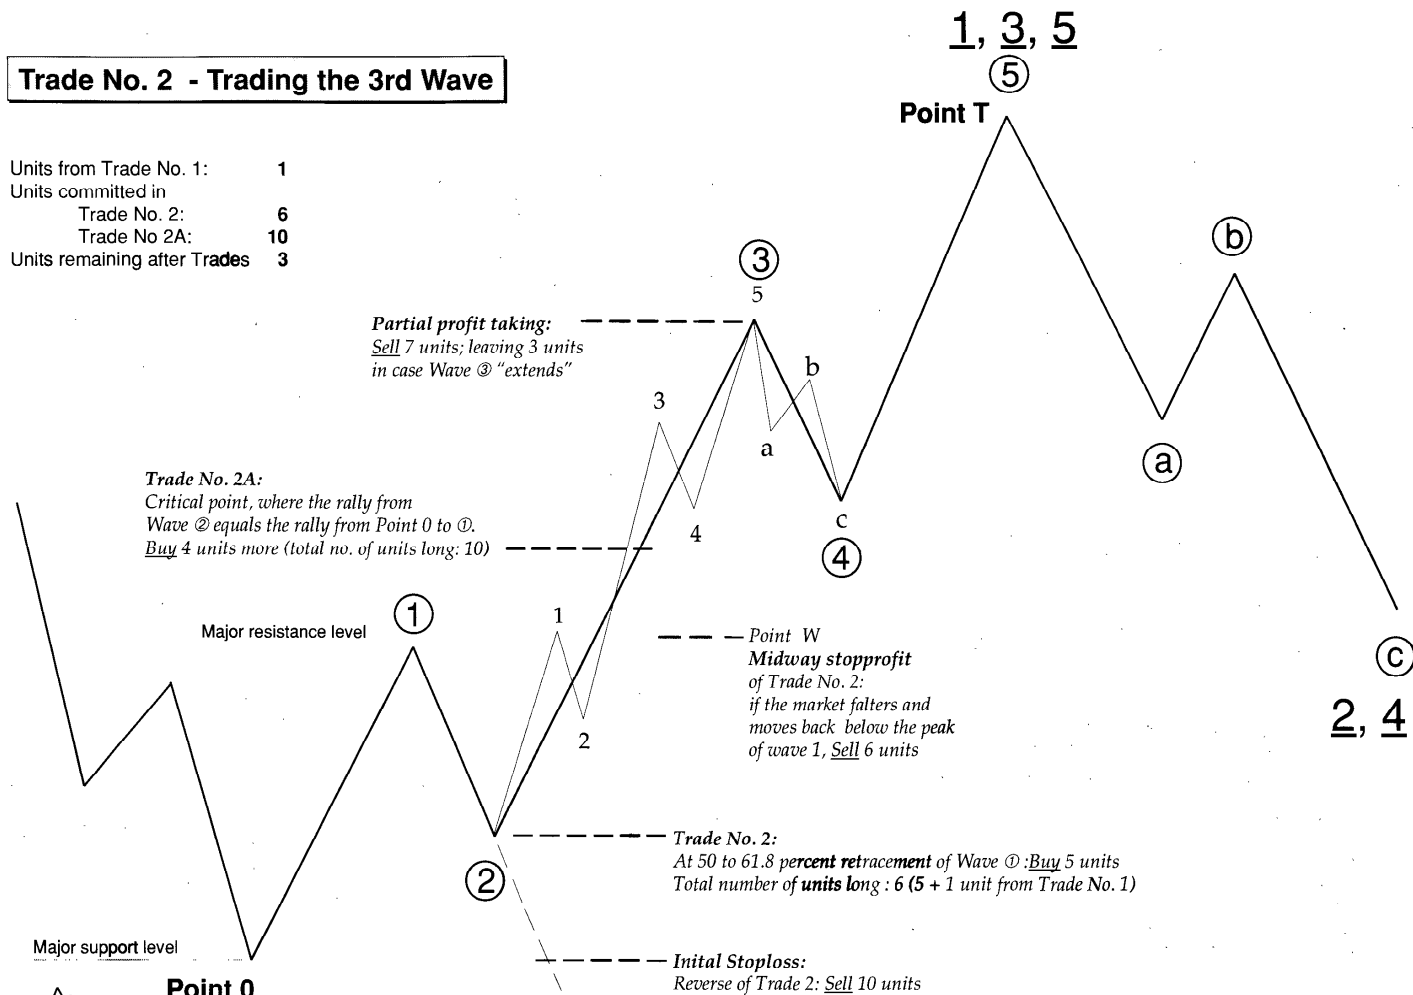 1, 3, 5
5
Trade No. 2 - Trading the 3rd Wave
Point T
Units from Trade No. 1: 1
Units committed in
Trade No. 2: 6
Trade No 2A: 10
Units remaining after Trades 3
b
3
5
Partial profit taking:
Sell 7 units; leaving 3 units
in case Wave ③ "extends"
b
3
a
a
Trade No. 2A:
Critical point, where the rally from
Wave ② equals the rally from Point 0 to ①.
Buy 4 units more (total no. of units long: 10)
4
c
4
1
1
Major resistance level
Point W
Midway stopprofit
of Trade No. 2:
if the market falters and
moves back below the peak
of wave 1, Sell 6 units
c
2, 4
2
Trade No. 2:
At 50 to 61.8 percent retracement of Wave ① :Buy 5 units
Total number of units long : 6 (5 + 1 unit from Trade No. 1)
2
Major support level
Inital Stoploss:
Reverse of Trade 2: Sell 10 units
Point 0